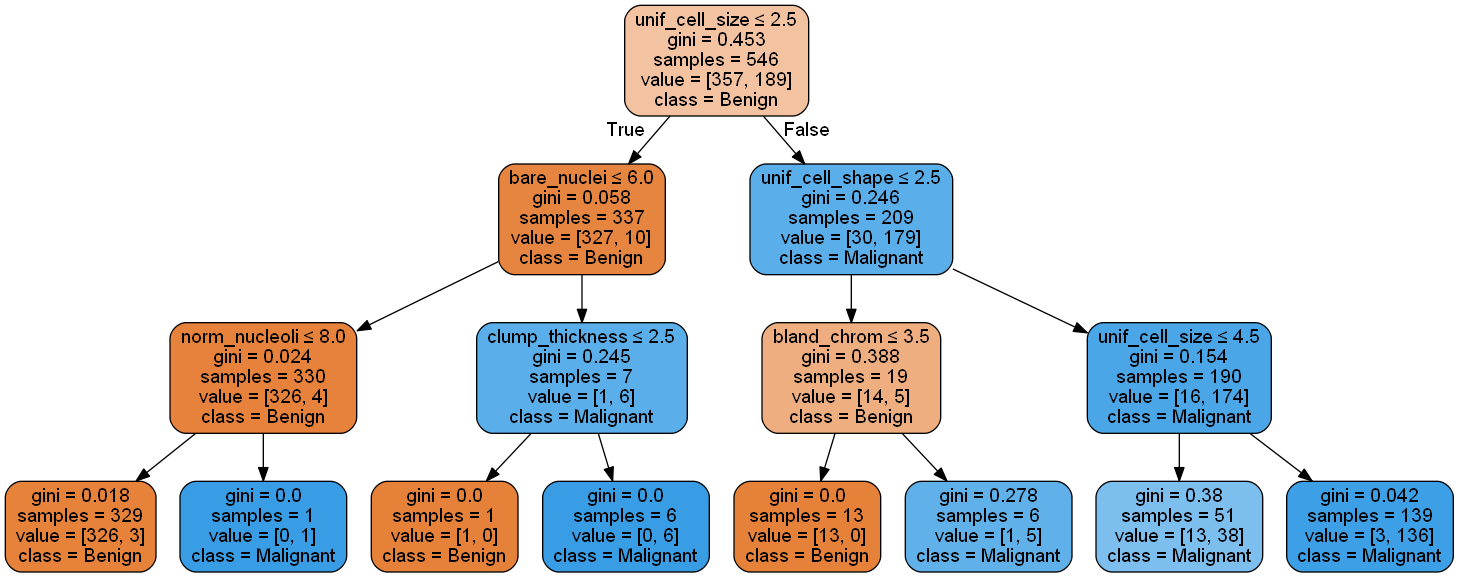 unif_cell_size ≤ 2.5
gini = 0.453
samples = 546
value = [357, 189]
class = Benign
True
False
bare_nuclei ≤ 6.0
gini = 0.058
samples = 337
value = [327, 10]
class = Benign
unif_cell_shape ≤ 2.5
gini = 0.246
samples = 209
value = [30, 179]
class = Malignant
norm_nucleoli ≤ 8.0
gini = 0.024
samples = 330
value = [326, 4]
class = Benign
clump_thickness ≤ 2.5
gini = 0.245
samples = 7
value = [1, 6]
class = Malignant
bland_chrom ≤ 3.5
gini = 0.388
samples = 19
value = [14, 5]
class = Benign
unif_cell_size ≤ 4.5
gini = 0.154
samples = 190
value = [16, 174]
class = Malignant
gini = 0.018
samples = 329
value = [326, 3]
class = Benign
gini = 0.0
samples = 1
value = [0, 1]
class = Malignant
gini = 0.0
samples = 1
value = [1, 0]
class = Benign
gini = 0.0
samples = 6
value = [0, 6]
class = Malignant
gini = 0.0
samples = 13
value = [13, 0]
class = Benign
gini = 0.278
samples = 6
value = [1, 5]
class = Malignant
gini = 0.38
samples = 51
value = [13, 38]
class = Malignant
gini = 0.042
samples = 139
value = [3, 136]
class = Malignant